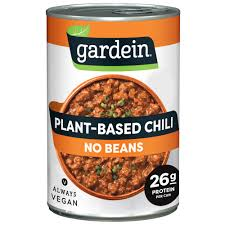 gardein.
PLANT-BASED CHILI
NO BEANS
V
ALWAYS
VEGAN
26g
PROTEIN
PER CAN